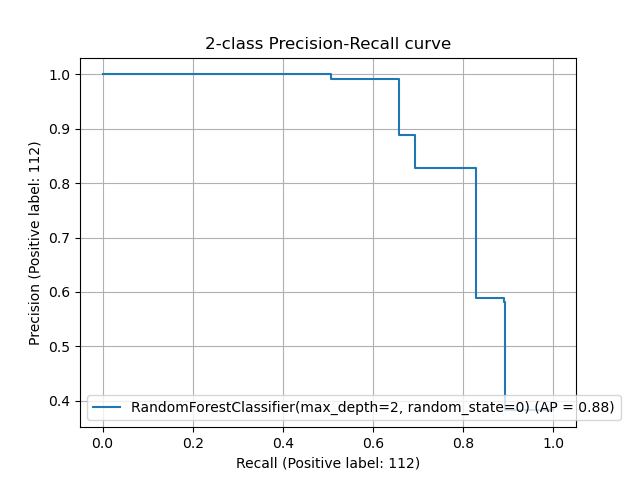 2-class Precision-Recall curve
1.0
0.9
0.8
0.7
0.6
0.5
0.4
Precision (Positive label: 112)
RandomForestClassifier(max_depth=2, random_state=0) (AP = 0.88)
0.0 0.2 0.4 0.6 0.8 1.0
Recall (Positive label: 112)